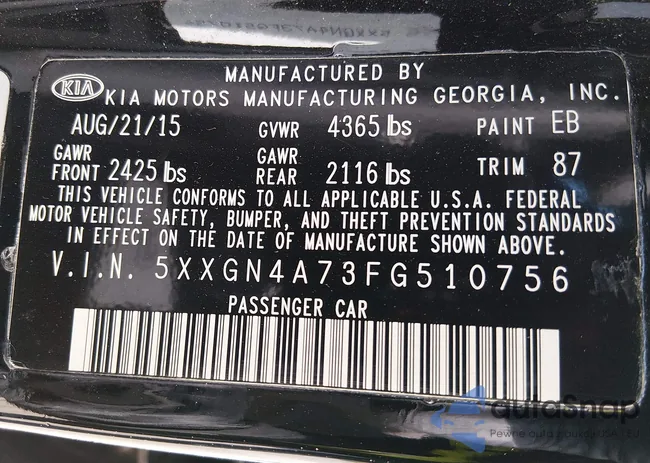 MANUFACTURED BY
KIA KIA MOTORS MANUFACTURING GEORGIA, INC.
AUG/21/15 GVWR 4365 lbs PAINT EB
GAWR FRONT 2425 lbs GAWR REAR 2116 lbs TRIM 87
THIS VEHICLE CONFORMS TO ALL APPLICABLE U.S.A. FEDERAL
MOTOR VEHICLE SAFETY, BUMPER, AND THEFT PREVENTION STANDARDS
IN EFFECT ON THE DATE OF MANUFACTURE SHOWN ABOVE.
V.I.N. 5XXGN4A73FG510756
PASSENGER CAR
autoSnap
Pewne auta z